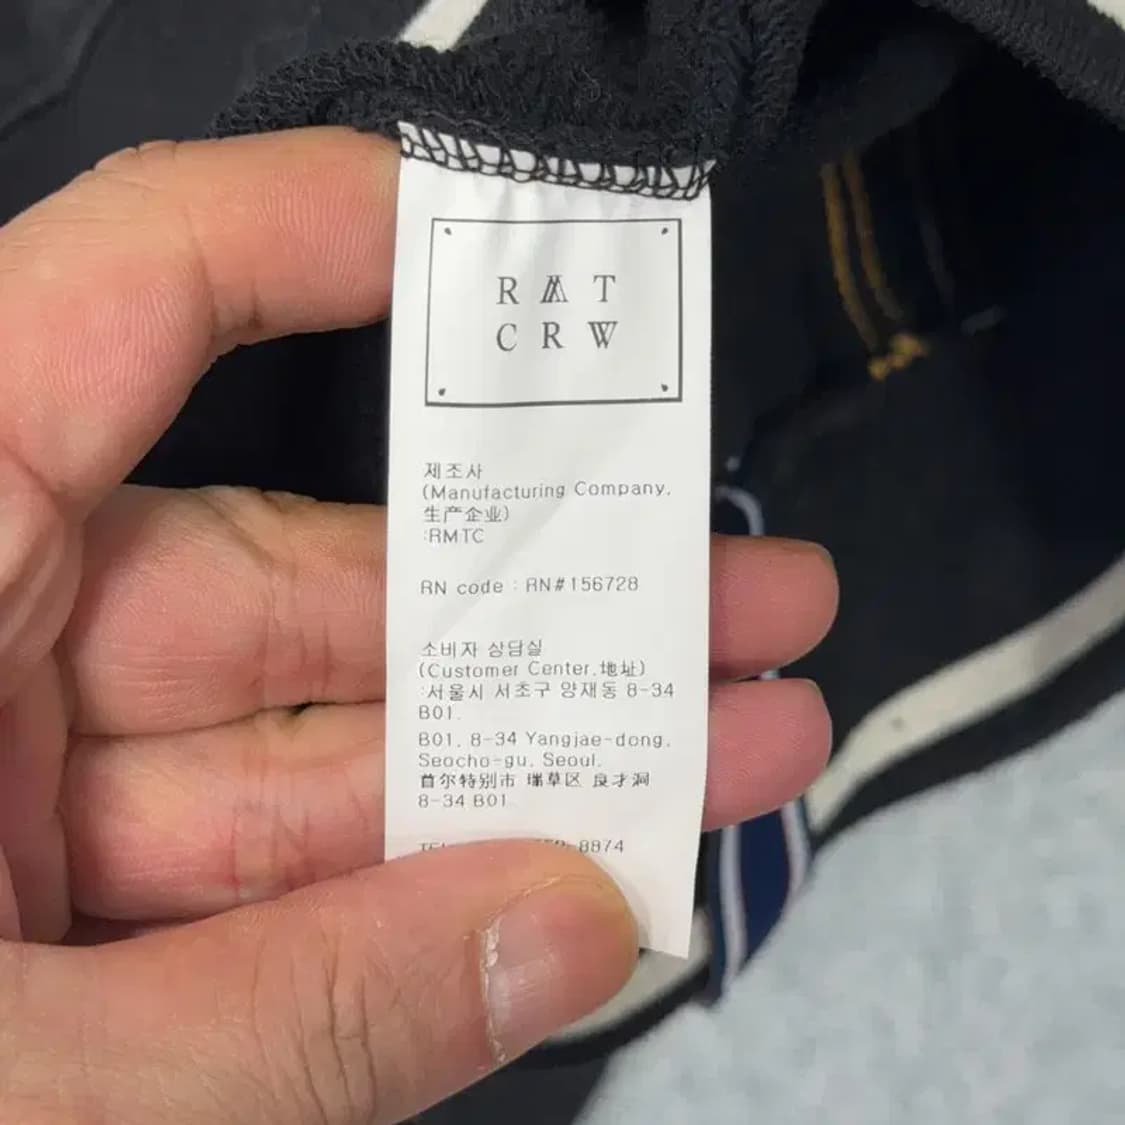 RMT
CRW
제조사
(Manufacturing Company,
生产企业)
:RMTC
RN code : RN#156728
소비자 상담실
(Customer Center,地址)
:서울시 서초구 양재동 8-34
B01.
B01, 8-34 Yangjae-dong,
Seocho-gu, Seoul.
首尔特别市 瑞草区 良才洞
8-34 B01
8874